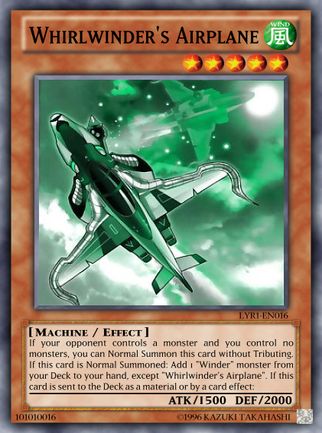 WHIRLWINDER'S AIRPLANE
WIND
風
LYR1-EN016
[ MACHINE / EFFECT ]
If your opponent controls a monster and you control no
monsters, you can Normal Summon this card without Tributing.
If this card is Normal Summoned: Add 1 "Winder" monster from
your Deck to your hand, except "Whirlwinder's Airplane". If this
card is sent to the Deck as a material or by a card effect:
ATK/1500 DEF/2000
101010016
©1996 KAZUKI TAKAHASHI